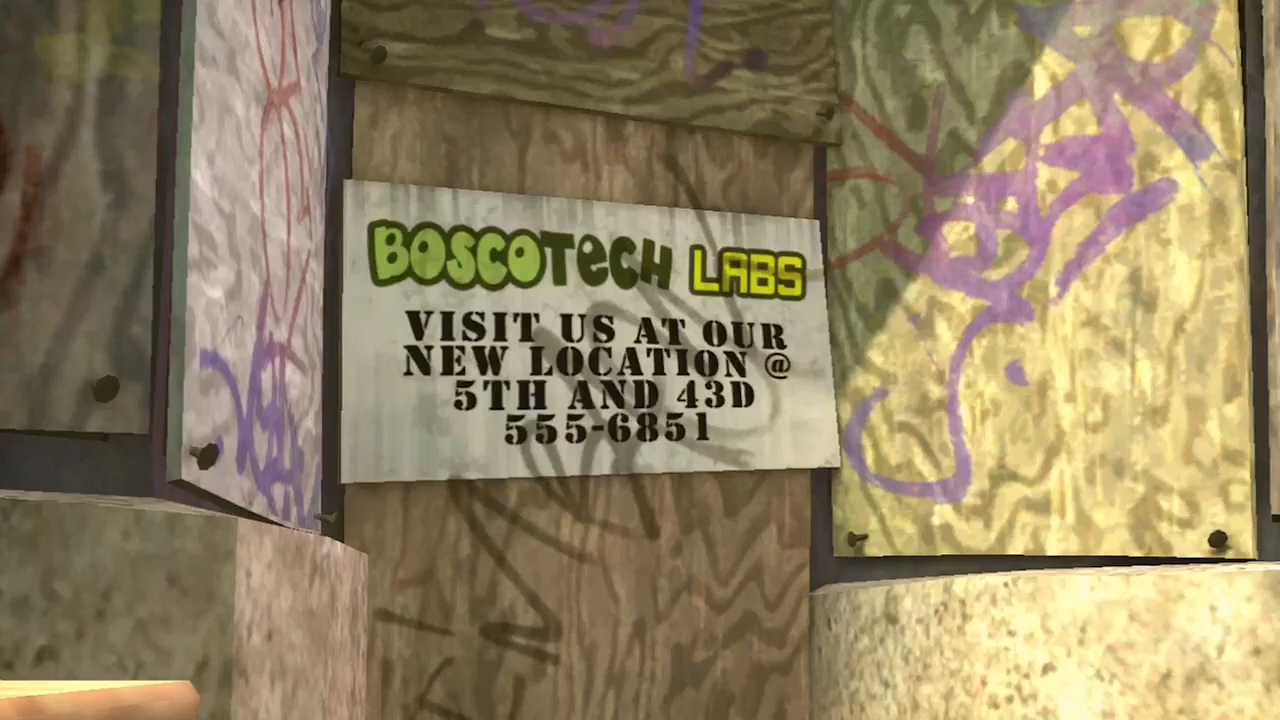 BOSCOTECH LABS
VISIT US AT OUR
NEW LOCATION @
5TH AND 43D
555-6851